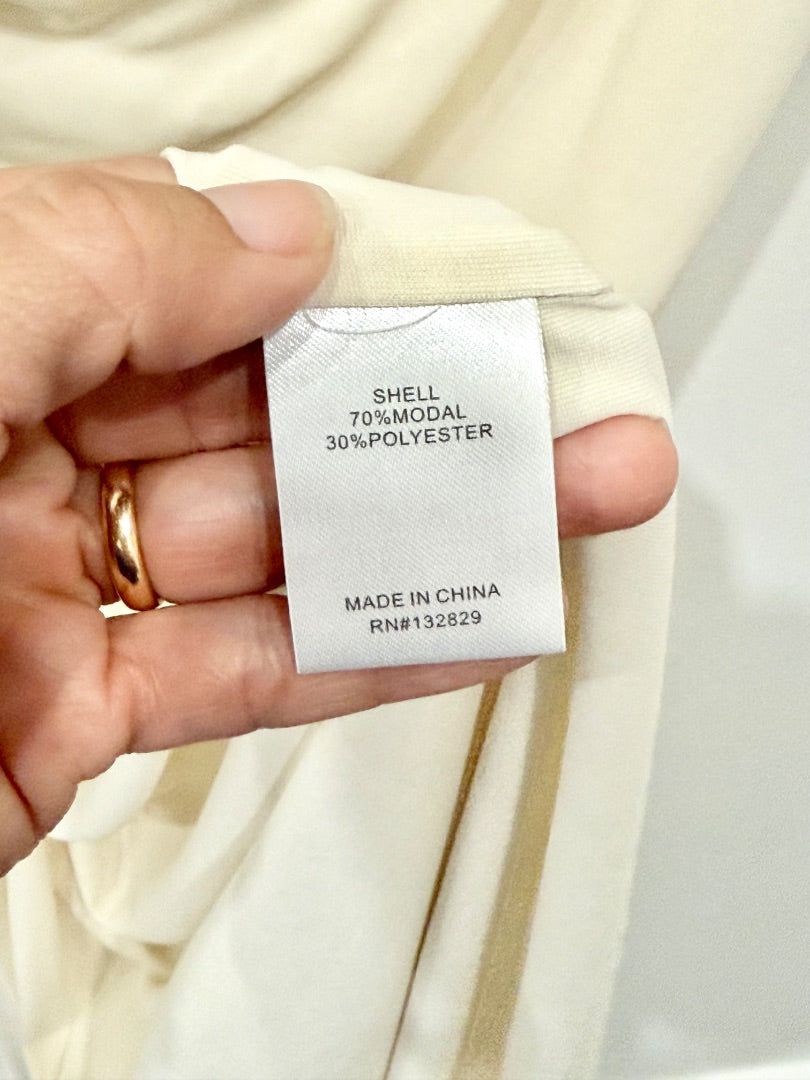 SHELL
70%MODAL
30%POLYESTER
MADE IN CHINA
RN#132829